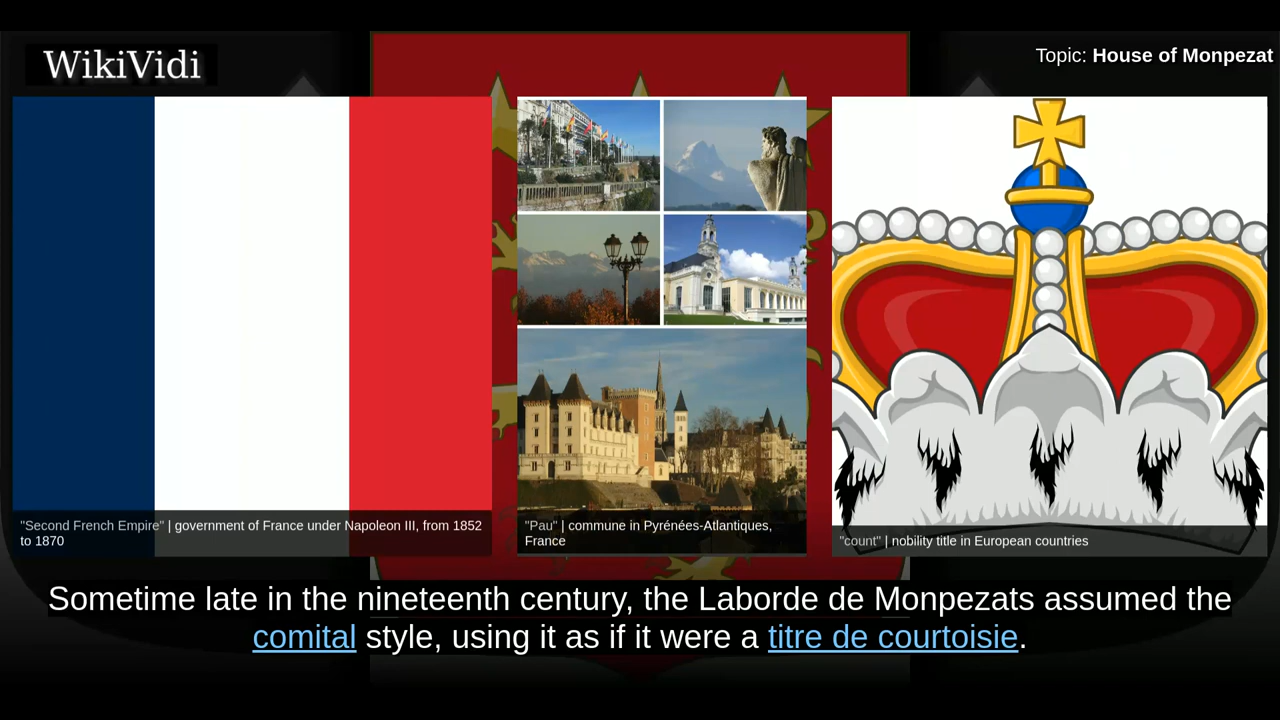 WikiVidi
Topic: House of Monpezat
"Second French Empire" | government of France under Napoleon III, from 1852
to 1870
"Pau" | commune in Pyrénées-Atlantiques,
France
"count" | nobility title in European countries
Sometime late in the nineteenth century, the Laborde de Monpezats assumed the
comital style, using it as if it were a titre de courtoisie.